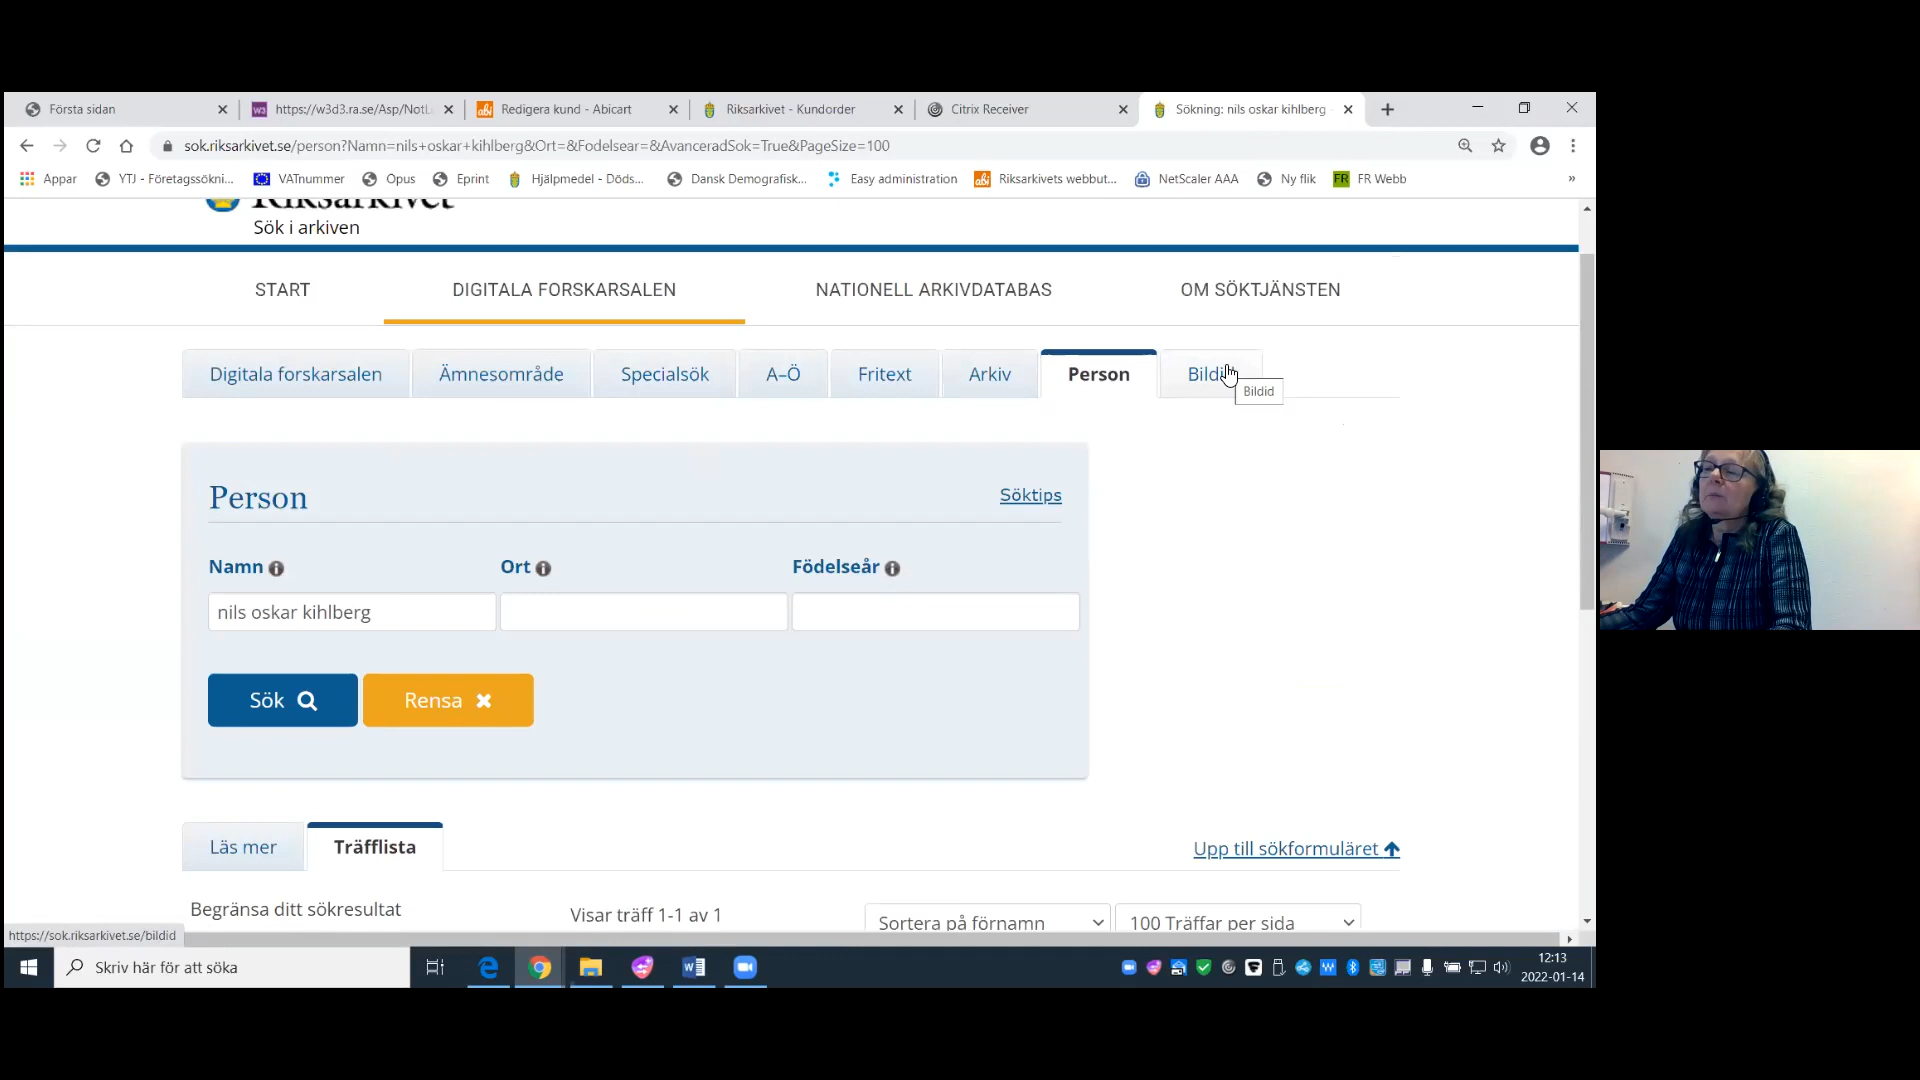 Första sidan
https://w3d3.ra.se/Asp/NotL
Redigera kund - Abicart
Riksarkivet - Kundorder
Citrix Receiver
Sökning: nils oskar kihlberg
sok.riksarkivet.se/person?Namn=nils+oskar+kihlberg&Ort=&Fodelsear=&AvanceradSok=True&PageSize=100
Appar
YTJ - Företagssökni...
VATnummer
Opus
Eprint
Hjälpmedel - Döds...
Dansk Demografisk...
Easy administration
Riksarkivets webbut...
NetScaler AAA
Ny flik
FR Webb
»
Riksarkivet
Sök i arkiven
START
DIGITALA FORSKARSALEN
NATIONELL ARKIVDATABAS
OM SÖKTJÄNSTEN
Digitala forskarsalen
Ämnesområde
Specialsök
A–Ö
Fritext
Arkiv
Person
Bildid
Bildid
Person
Söktips
Namn
Ort
Födelseår
nils oskar kihlberg
Sök
Rensa
Läs mer
Träfflista
Upp till sökformuläret
Begränsa ditt sökresultat
Visar träff 1-1 av 1
Sortera på förnamn
100 Träffar per sida
https://sok.riksarkivet.se/bildid
Skriv här för att söka
12:13
2022-01-14